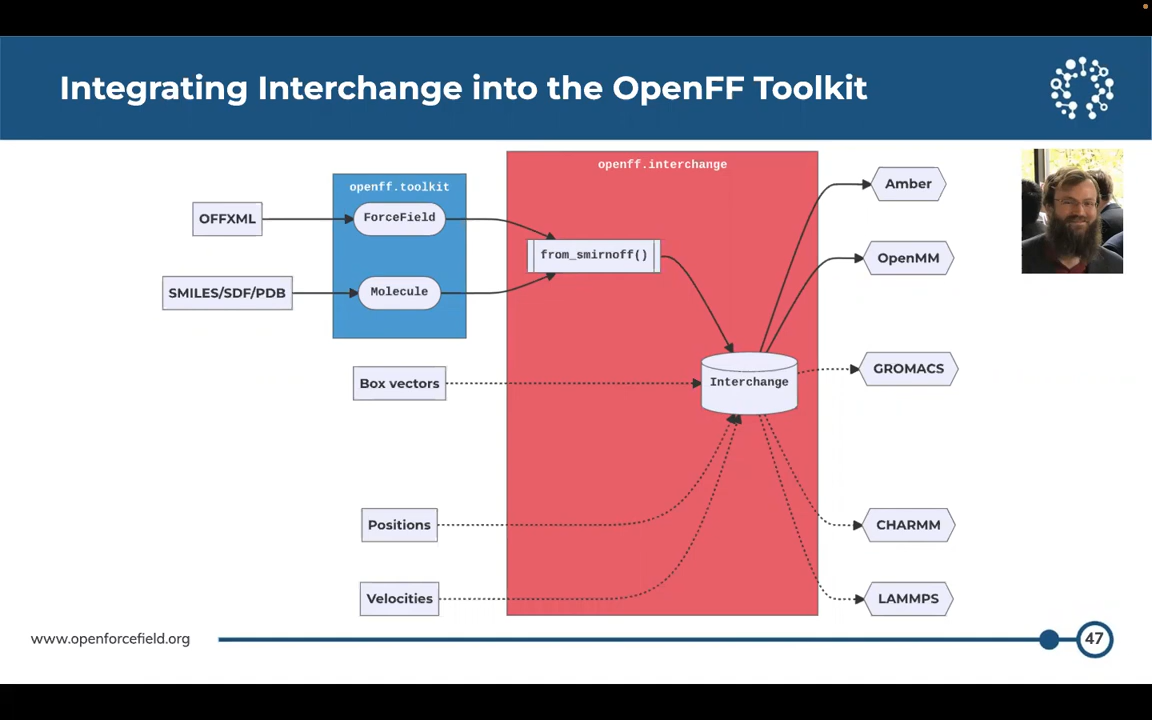 Integrating Interchange into the OpenFF Toolkit
openff.interchange
openff.toolkit
Amber
OFFXML
ForceField
from_smirnoff()
OpenMM
SMILES/SDF/PDB
Molecule
GROMACS
Box vectors
Interchange
Positions
CHARMM
Velocities
LAMMPS
www.openforcefield.org
47